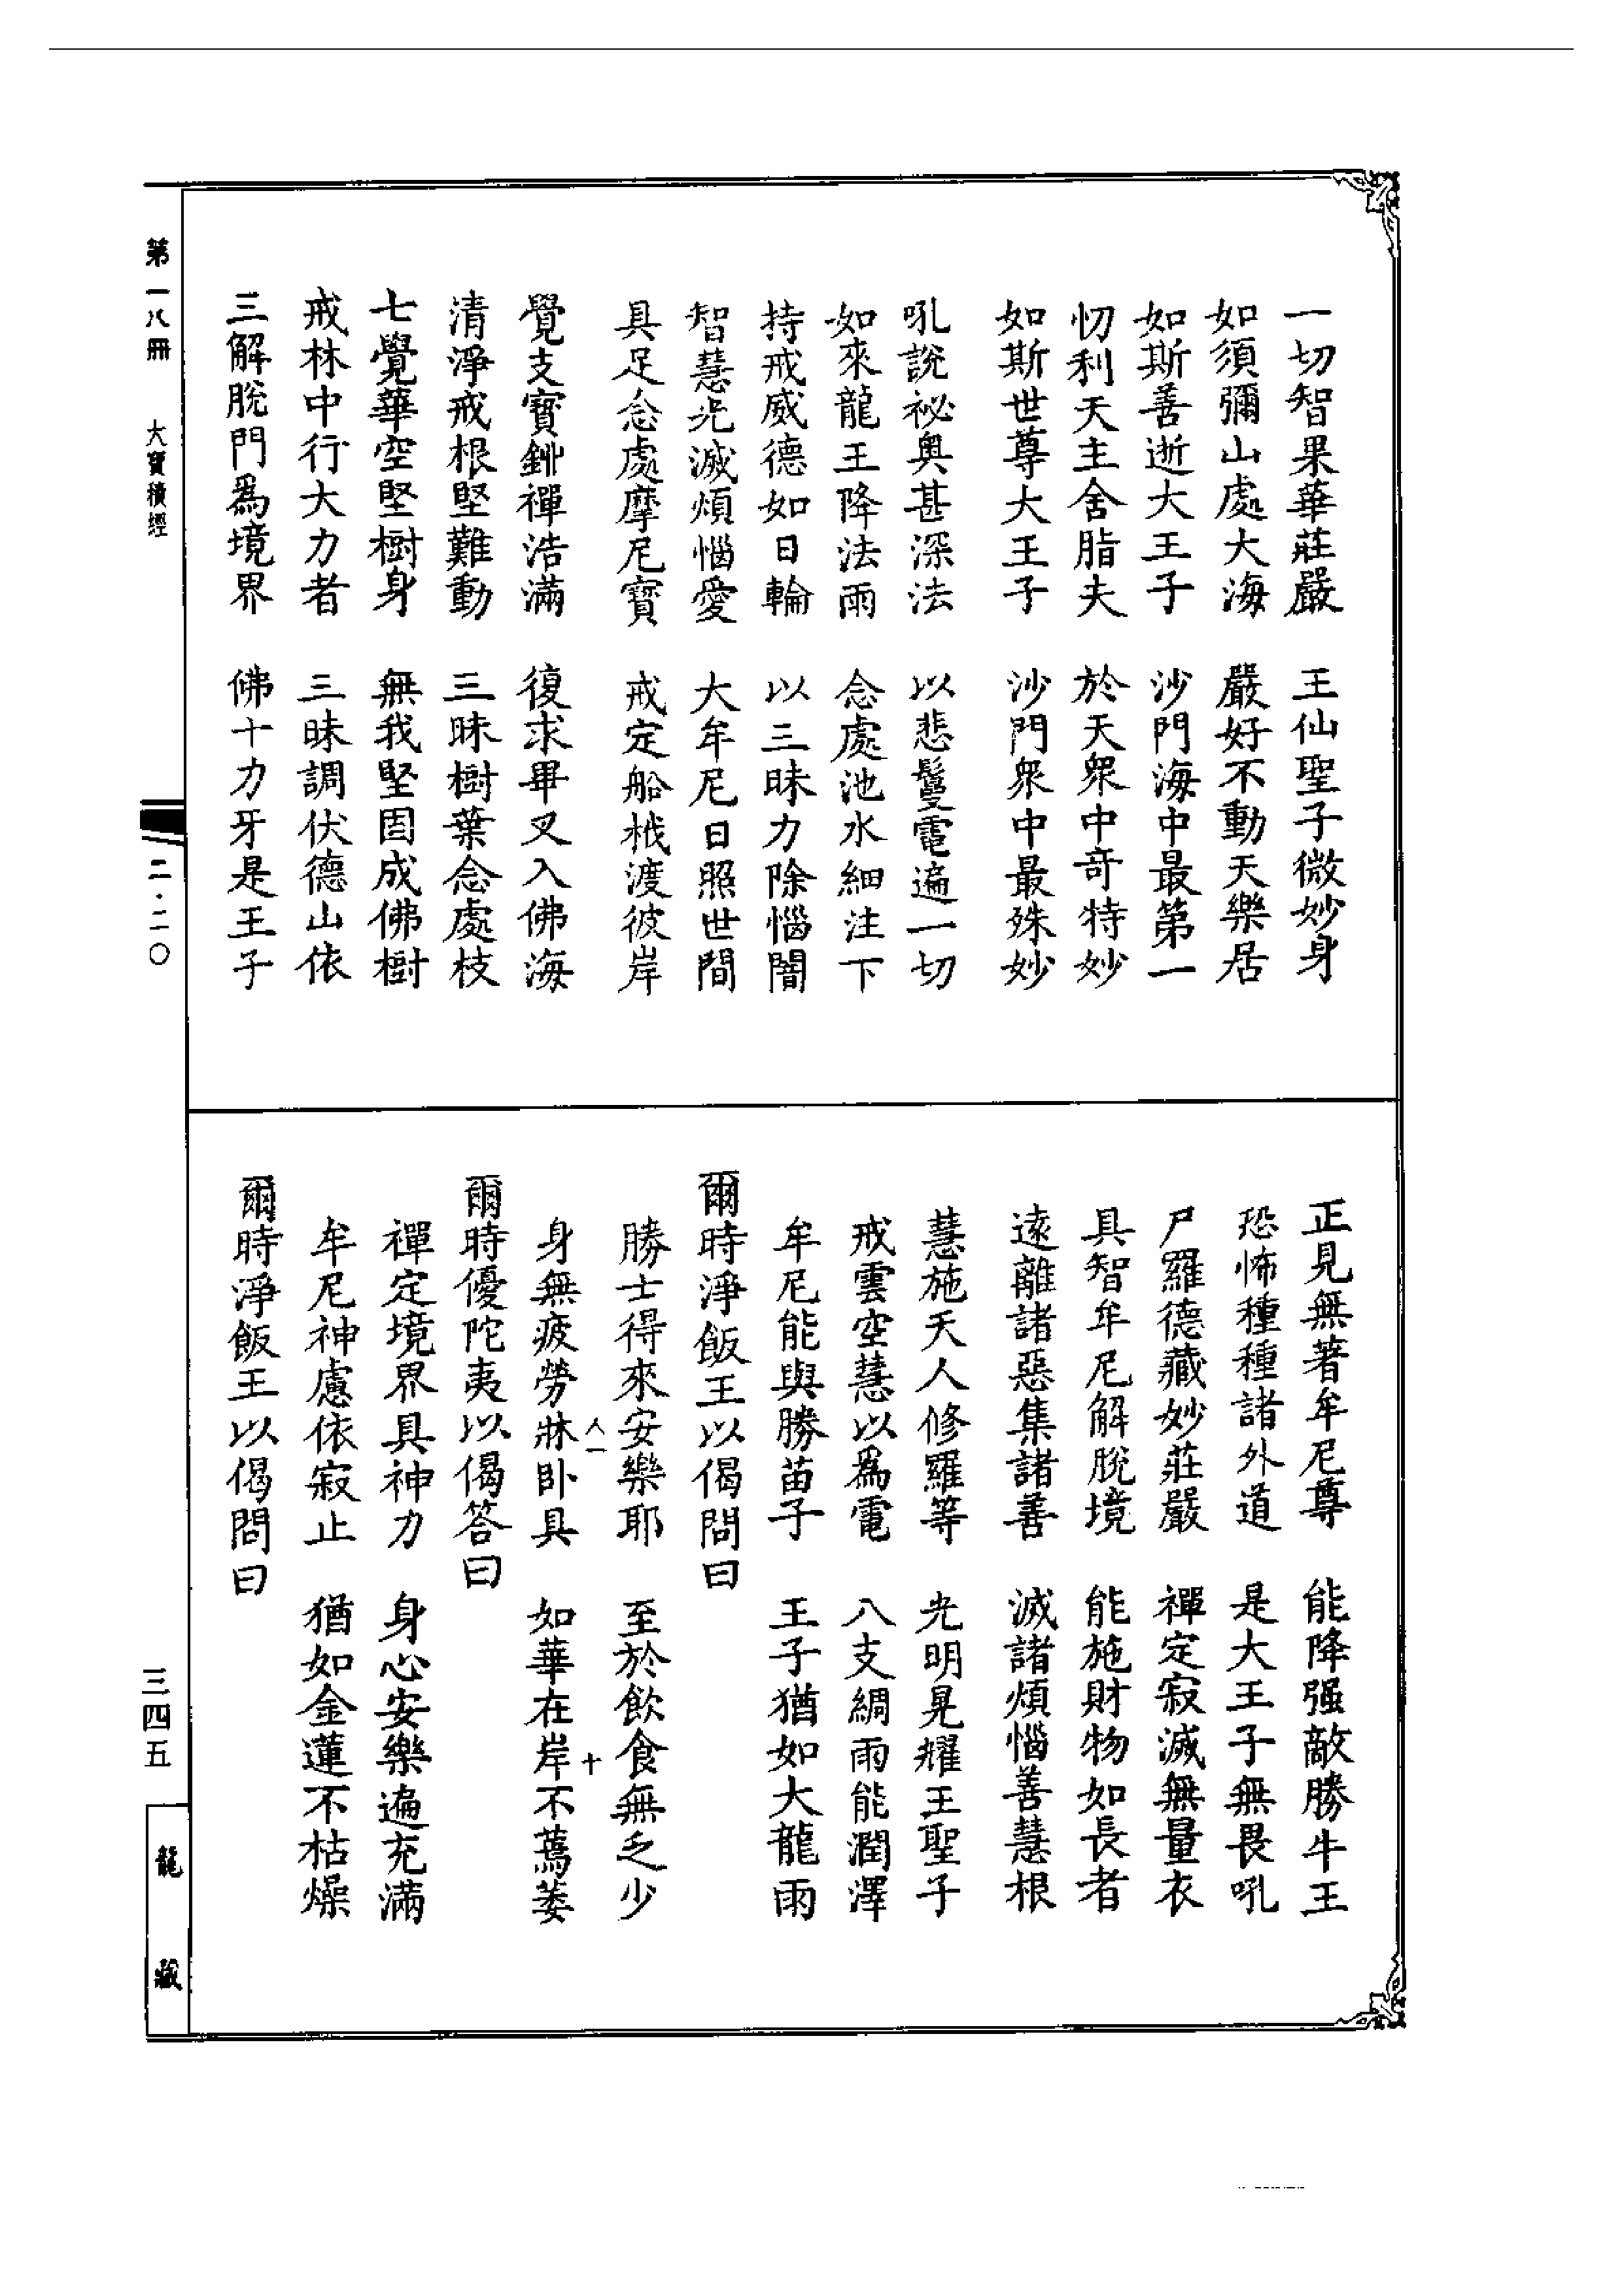 一切智果華莊嚴　王仙聖子微妙身
如須彌山處大海　嚴好不動天樂居
如斯善逝大王子　沙門海中最第一
忉利天主舍脂夫　於天衆中奇特妙
如斯世尊大王子　沙門衆中最殊妙
吼說祕奥甚深法　以悲鬘電遍一切
如來龍王降法雨　念處池水細注下
持戒威德如日輪　以三昧力除惱闇
智慧光滅煩惱愛　大牟尼日照世間
具足念處摩尼寶　戒定船栰渡彼岸
覺支寶鉚禪浩滿　復求畢叉入佛海
清淨戒根堅難動　三昧樹葉念處枝
七覺華空堅樹身　無我堅固成佛樹
戒林中行大力者　三昧調伏德山依
三解脫門爲境界　佛十力牙是王子
正見無著牟尼尊　能降强敵勝牛王
恐怖種種諸外道　是大王子無畏吼
尸羅德藏妙莊嚴　禪定寂滅無量衣
具智牟尼解脫境　能施財物如長者
遠離諸惡集諸善　滅諸煩惱善慧根
慧施天人修羅等　光明晃耀王聖子
戒雲空慧以爲電　八支綢雨能潤澤
牟尼能與勝苗子　王子猶如大龍雨
爾時淨飯王以偈問曰
勝士得來安樂耶　至於飲食無乏少
八一　十
身無疲勞牀卧具　如華在岸不蔫萎
爾時優陀夷以偈答曰
禪定境界具神力　身心安樂遍充滿
牟尼神慮依寂止　猶如金蓮不枯燥
爾時淨飯王以偈問曰
第一八冊　大寶積經
二·二〇
三四五
龍藏